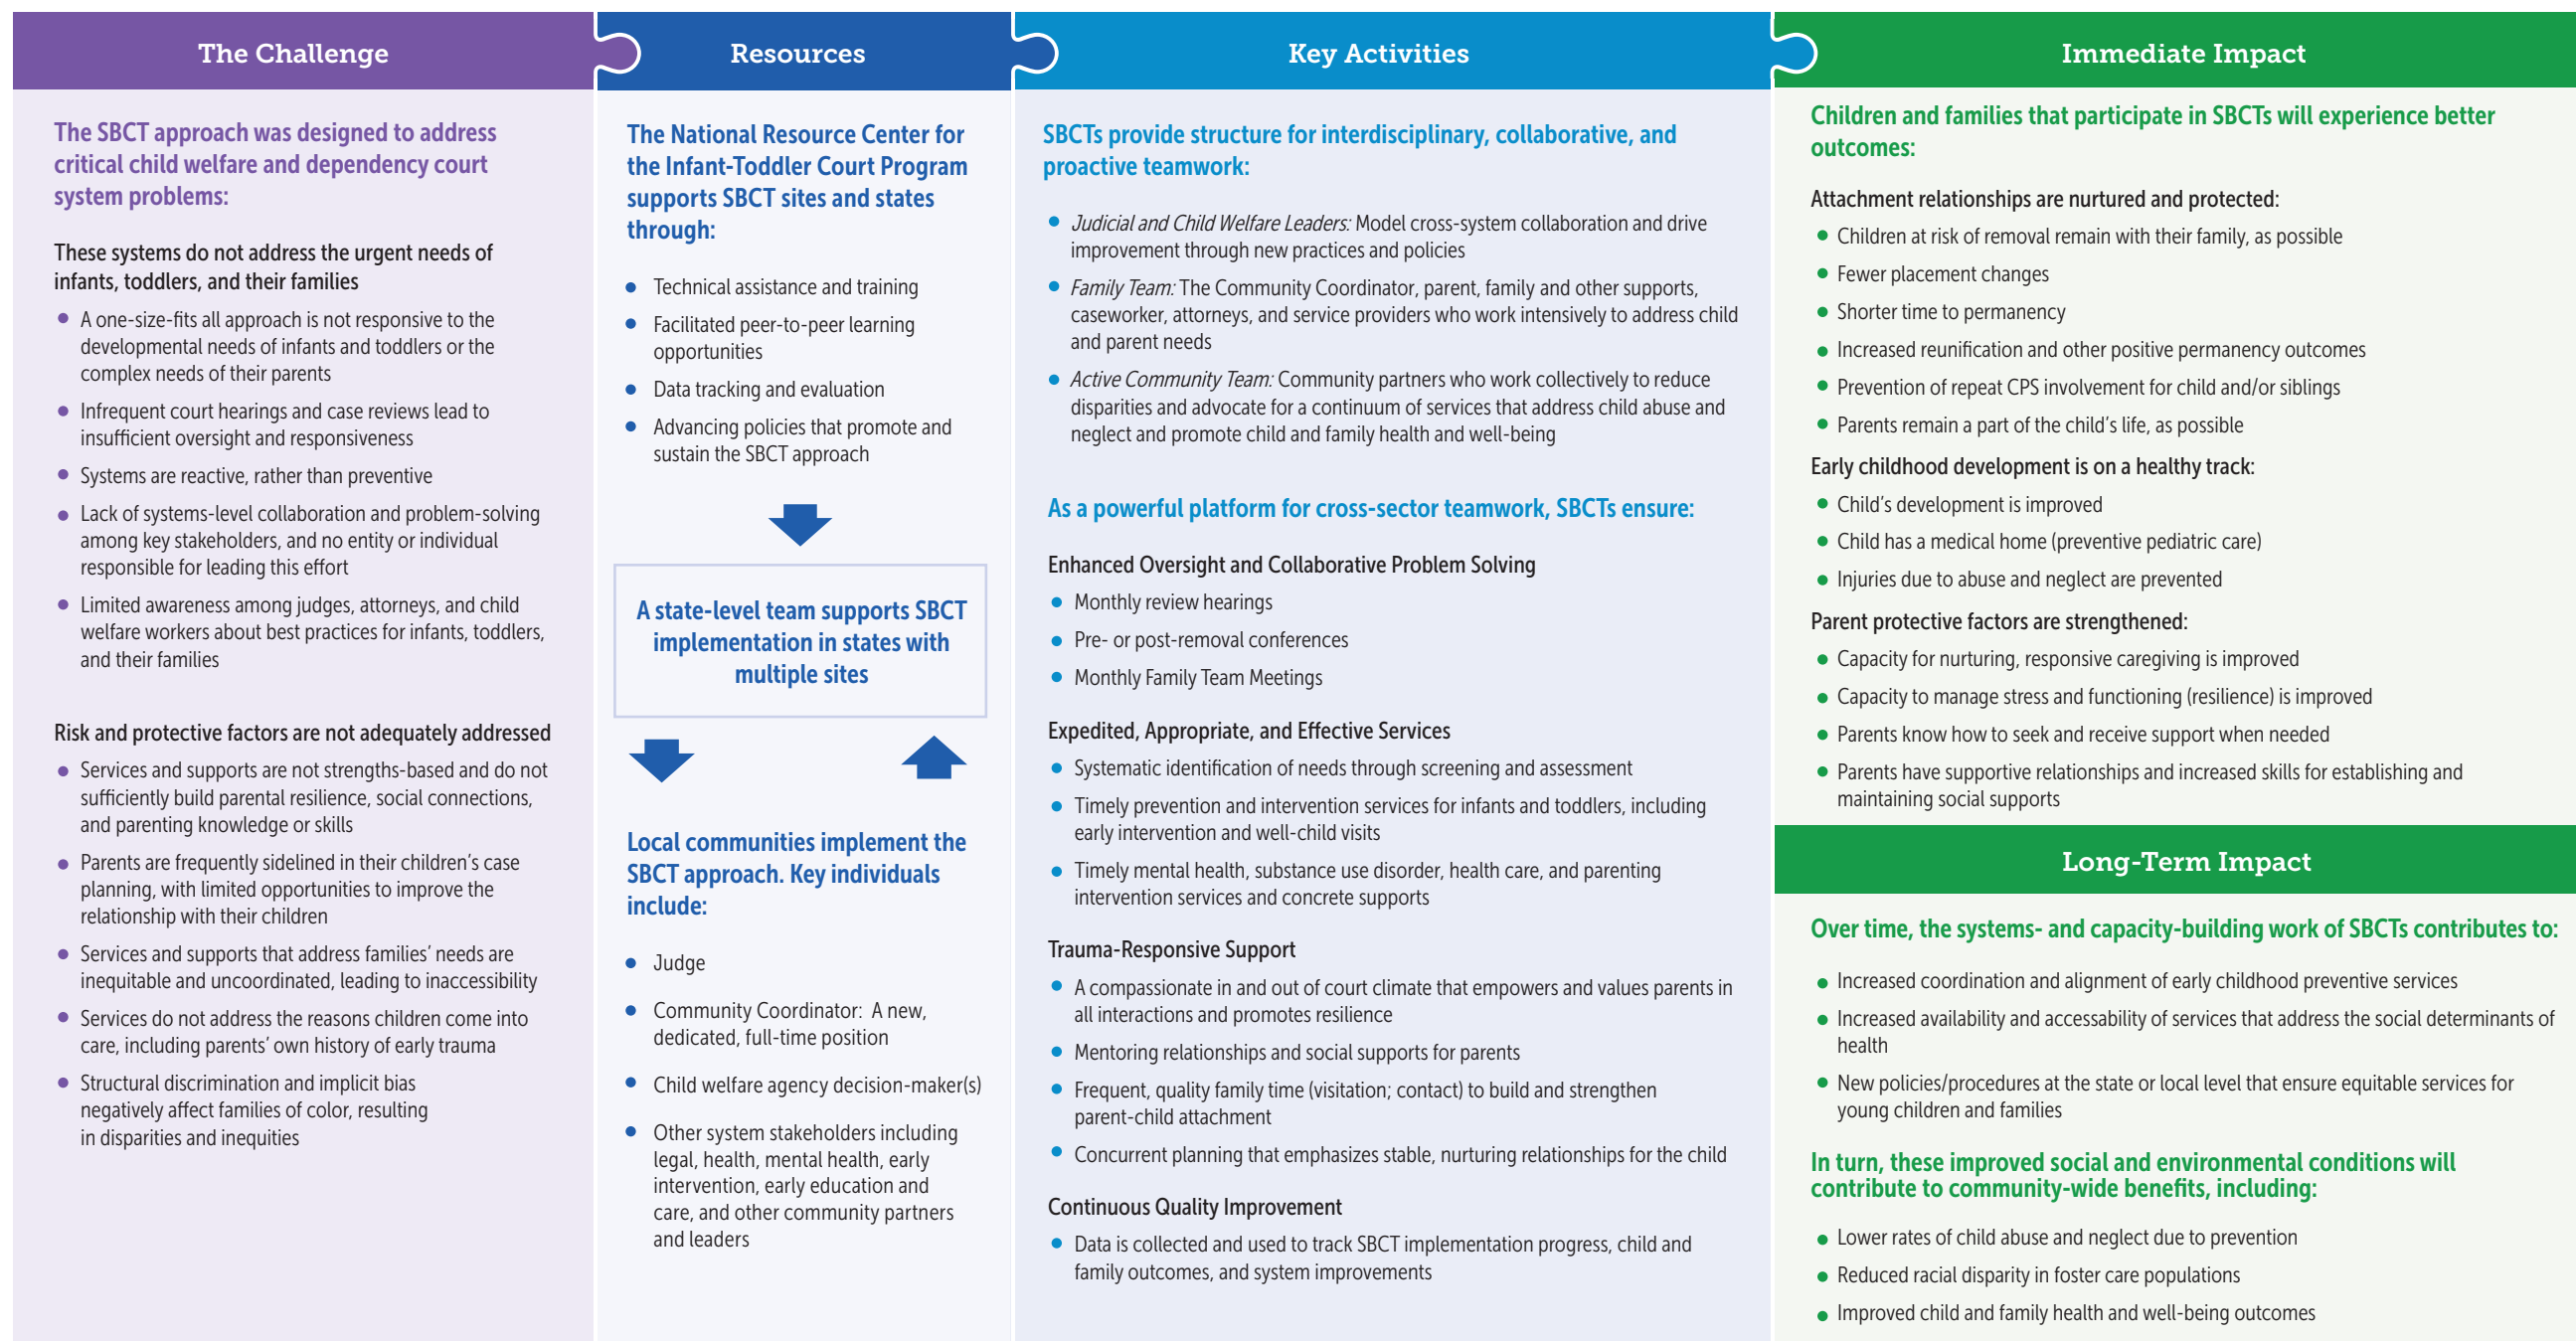 The Challenge
The SBCT approach was designed to address
critical child welfare and dependency court
system problems:
These systems do not address the urgent needs of
infants, toddlers, and their families
A one-size-fits all approach is not responsive to the
developmental needs of infants and toddlers or the
complex needs of their parents
Infrequent court hearings and case reviews lead to
insufficient oversight and responsiveness
Systems are reactive, rather than preventive
Lack of systems-level collaboration and problem-solving
among key stakeholders, and no entity or individual
responsible for leading this effort
Limited awareness among judges, attorneys, and child
welfare workers about best practices for infants, toddlers,
and their families
Risk and protective factors are not adequately addressed
Services and supports are not strengths-based and do not
sufficiently build parental resilience, social connections,
and parenting knowledge or skills
Parents are frequently sidelined in their children's case
planning, with limited opportunities to improve the
relationship with their children
Services and supports that address families' needs are
inequitable and uncoordinated, leading to inaccessibility
Services do not address the reasons children come into
care, including parents' own history of early trauma
Structural discrimination and implicit bias
negatively affect families of color, resulting
in disparities and inequities
Resources
The National Resource Center for
the Infant-Toddler Court Program
supports SBCT sites and states
through:
Technical assistance and training
Facilitated peer-to-peer learning
opportunities
Data tracking and evaluation
Advancing policies that promote and
sustain the SBCT approach
A state-level team supports SBCT
implementation in states with
multiple sites
Local communities implement the
SBCT approach. Key individuals
include:
Judge
Community Coordinator: A new,
dedicated, full-time position
Child welfare agency decision-maker(s)
Other system stakeholders including
legal, health, mental health, early
intervention, early education and
care, and other community partners
and leaders
Key Activities
SBCTs provide structure for interdisciplinary, collaborative, and
proactive teamwork:
Judicial and Child Welfare Leaders: Model cross-system collaboration and drive
improvement through new practices and policies
Family Team: The Community Coordinator, parent, family and other supports,
caseworker, attorneys, and service providers who work intensively to address child
and parent needs
Active Community Team: Community partners who work collectively to reduce
disparities and advocate for a continuum of services that address child abuse and
neglect and promote child and family health and well-being
As a powerful platform for cross-sector teamwork, SBCTs ensure:
Enhanced Oversight and Collaborative Problem Solving
Monthly review hearings
Pre- or post-removal conferences
Monthly Family Team Meetings
Expedited, Appropriate, and Effective Services
Systematic identification of needs through screening and assessment
Timely prevention and intervention services for infants and toddlers, including
early intervention and well-child visits
Timely mental health, substance use disorder, health care, and parenting
intervention services and concrete supports
Trauma-Responsive Support
A compassionate in and out of court climate that empowers and values parents in
all interactions and promotes resilience
Mentoring relationships and social supports for parents
Frequent, quality family time (visitation; contact) to build and strengthen
parent-child attachment
Concurrent planning that emphasizes stable, nurturing relationships for the child
Continuous Quality Improvement
Data is collected and used to track SBCT implementation progress, child and
family outcomes, and system improvements
Immediate Impact
Children and families that participate in SBCTs will experience better
outcomes:
Attachment relationships are nurtured and protected:
Children at risk of removal remain with their family, as possible
Fewer placement changes
Shorter time to permanency
Increased reunification and other positive permanency outcomes
Prevention of repeat CPS involvement for child and/or siblings
Parents remain a part of the child's life, as possible
Early childhood development is on a healthy track:
Child's development is improved
Child has a medical home (preventive pediatric care)
Injuries due to abuse and neglect are prevented
Parent protective factors are strengthened:
Capacity for nurturing, responsive caregiving is improved
Capacity to manage stress and functioning (resilience) is improved
Parents know how to seek and receive support when needed
Parents have supportive relationships and increased skills for establishing and
maintaining social supports
Long-Term Impact
Over time, the systems- and capacity-building work of SBCTs contributes to:
Increased coordination and alignment of early childhood preventive services
Increased availability and accessability of services that address the social determinants of
health
New policies/procedures at the state or local level that ensure equitable services for
young children and families
In turn, these improved social and environmental conditions will
contribute to community-wide benefits, including:
Lower rates of child abuse and neglect due to prevention
Reduced racial disparity in foster care populations
Improved child and family health and well-being outcomes